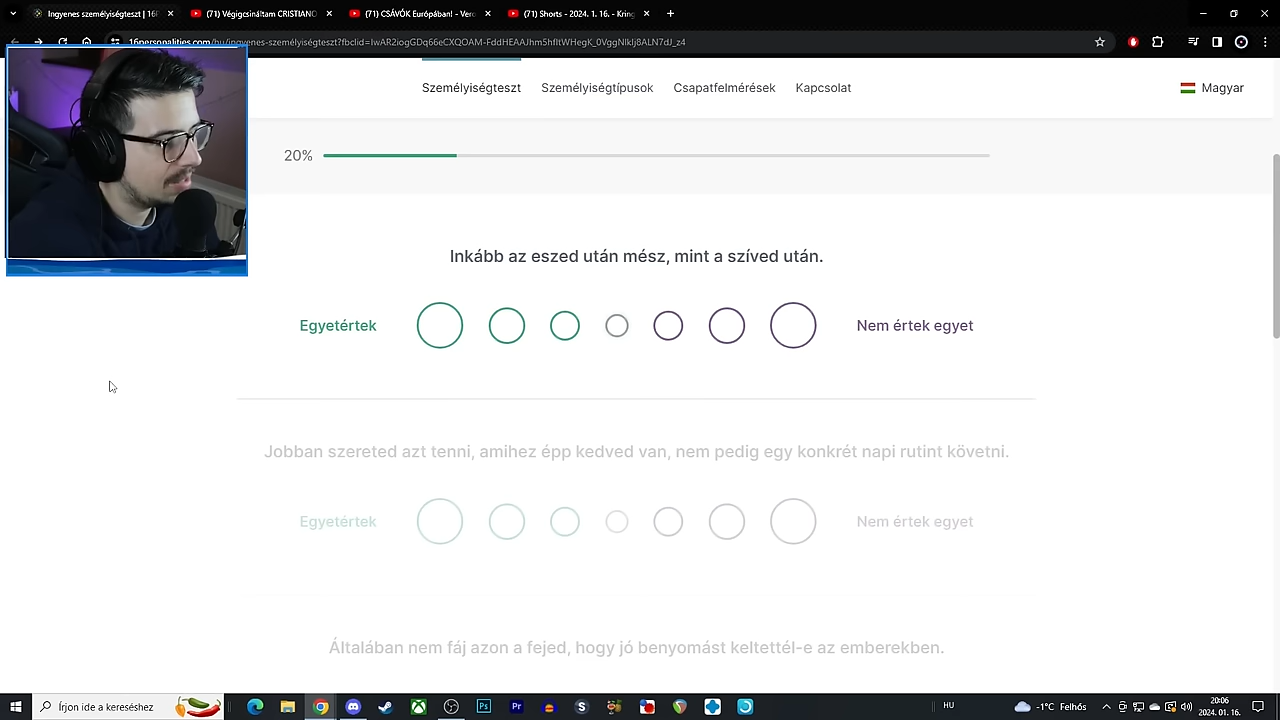 Ingyenes személyiségteszt | 16P
(71) Végigcsináltam CRISTIANO
(71) CSÁVÓK Európában! - Verc
(71) Shorts - 2024. 1. 16. - Kring
Személyiségteszt
Személyiségtípusok
Csapatfelmérések
Kapcsolat
Magyar
20%
Inkább az eszed után mész, mint a szíved után.
Egyetértek
Nem értek egyet
Jobban szereted azt tenni, amihez épp kedved van, nem pedig egy konkrét napi rutint követni.
Egyetértek
Nem értek egyet
Általában nem fáj azon a fejed, hogy jó benyomást keltettél-e az emberekben.
Írjon ide a kereséshez
HU
-1°C Felhős
20:06
2024. 01. 16.